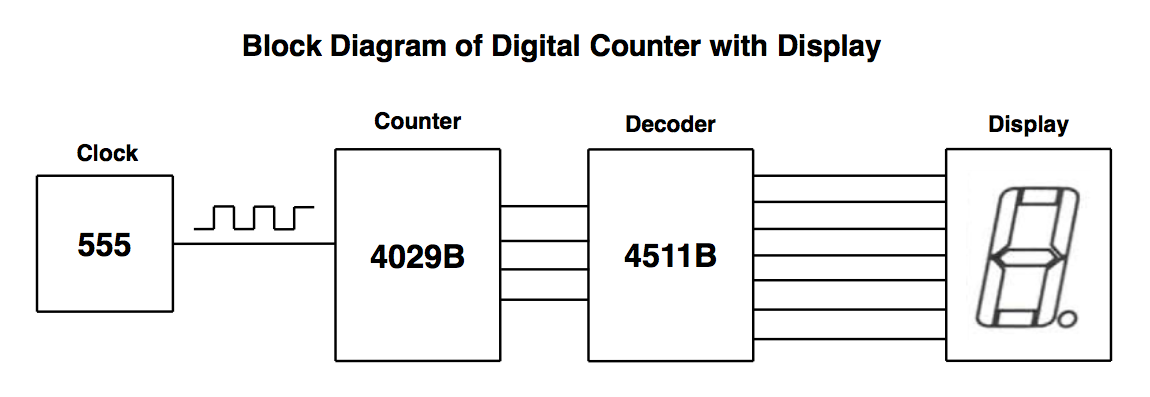 Block Diagram of Digital Counter with Display
Clock
Counter
Decoder
Display
555
4029B
4511B